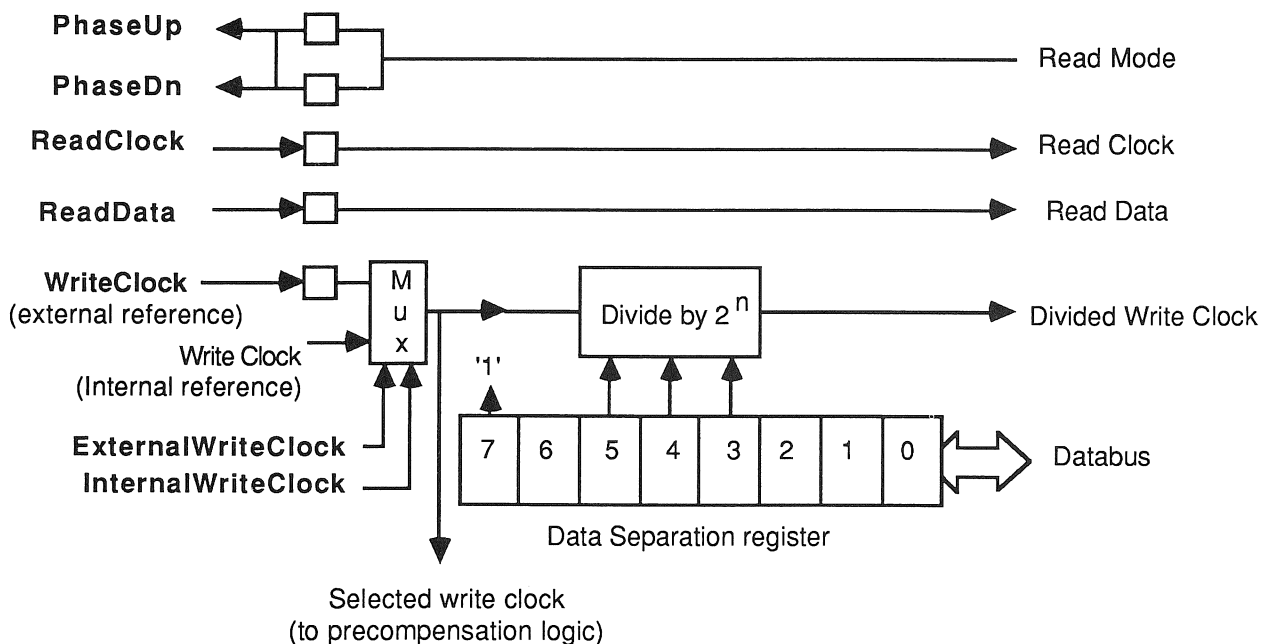 PhaseUp
Read Mode
PhaseDn
ReadClock
Read Clock
ReadData
Read Data
WriteClock
(external reference)
Mux
Divide by 2^n
Divided Write Clock
Write Clock
(Internal reference)
'1'
ExternalWriteClock
InternalWriteClock
7 6 5 4 3 2 1 0
Databus
Data Separation register
Selected write clock
(to precompensation logic)